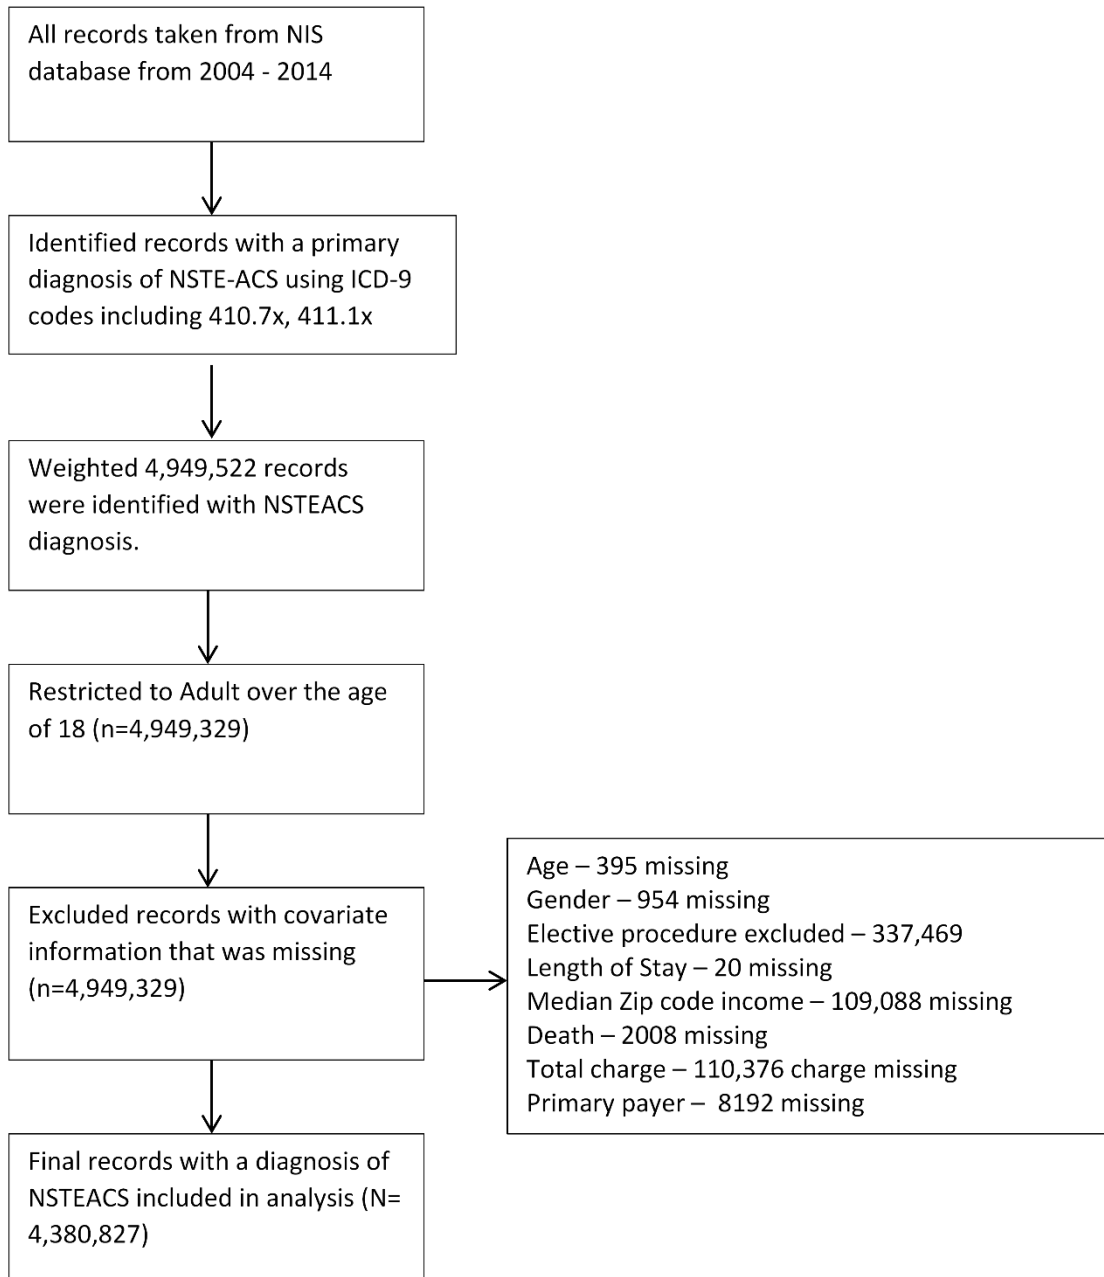 All records taken from NIS
database from 2004 - 2014
Identified records with a primary
diagnosis of NSTE-ACS using ICD-9
codes including 410.7x, 411.1x
Weighted 4,949,522 records
were identified with NSTEACS
diagnosis.
Restricted to Adult over the age
of 18 (n=4,949,329)
Excluded records with covariate
information that was missing
(n=4,949,329)
Age – 395 missing
Gender – 954 missing
Elective procedure excluded – 337,469
Length of Stay – 20 missing
Median Zip code income – 109,088 missing
Death – 2008 missing
Total charge – 110,376 charge missing
Primary payer –  8192 missing
Final records with a diagnosis of
NSTEACS included in analysis (N=
4,380,827)